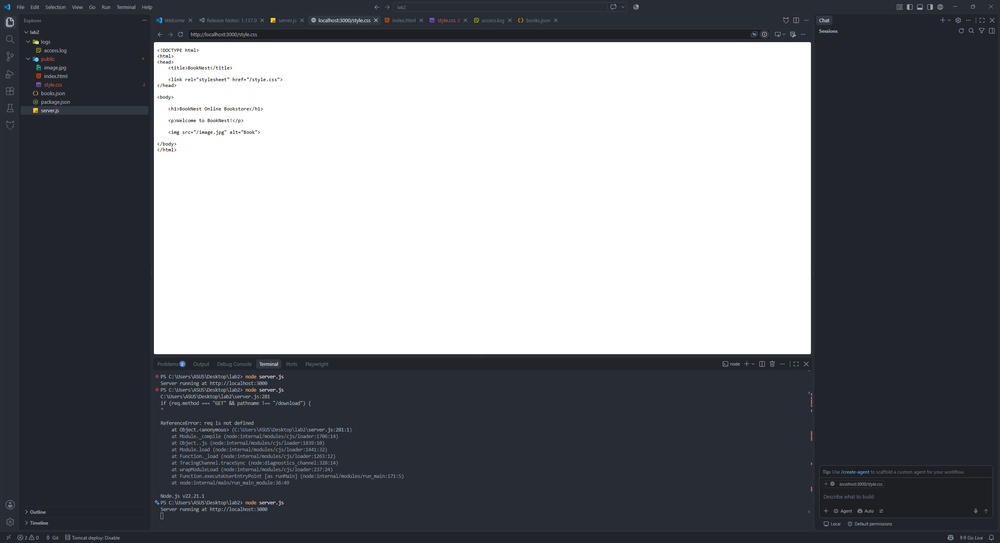 File Edit Selection View Go Run Terminal Help
lab2
Explorer
lab2
logs
access.log
public
image.jpg
index.html
style.css 2
books.json
package.json
server.js
Outline
Timeline
Welcome Release Notes: 1.137.0 server.js localhost:3000/style.css index.html style.css 2 access.log books.json
http://localhost:3000/style.css
<!DOCTYPE html>
<html>
<head>
<title>BookNest</title>
<link rel="stylesheet" href="/style.css">
</head>
<body>
<h1>BookNest Online Bookstore</h1>
<p>Welcome to BookNest!</p>
<img src="/image.jpg" alt="Book">
</body>
</html>
Problems 2 Output Debug Console Terminal Ports Playwright
node
PS C:\Users\ASUS\Desktop\lab2> node server.js
Server running at http://localhost:3000
PS C:\Users\ASUS\Desktop\lab2> node server.js
C:\Users\ASUS\Desktop\lab2\server.js:281
if (req.method === "GET" && pathname !== "/download") {
^
ReferenceError: req is not defined
at Object.<anonymous> (C:\Users\ASUS\Desktop\lab2\server.js:281:1)
at Module._compile (node:internal/modules/cjs/loader:1706:14)
at Object..js (node:internal/modules/cjs/loader:1839:10)
at Module.load (node:internal/modules/cjs/loader:1441:32)
at Function._load (node:internal/modules/cjs/loader:1263:12)
at TracingChannel.traceSync (node:diagnostics_channel:328:14)
at wrapModuleLoad (node:internal/modules/cjs/loader:237:24)
at Function.executeUserEntryPoint [as runMain] (node:internal/modules/run_main:171:5)
at node:internal/main/run_main_module:36:49
Node.js v22.21.1
PS C:\Users\ASUS\Desktop\lab2> node server.js
Server running at http://localhost:3000
Chat
Sessions
Tip: Use /create-agent to scaffold a custom agent for your workflow.
localhost:3000/style.css
Describe what to build
Agent Auto
Local Default permissions
2 0 Git Tomcat deploy: Disable
Go Live